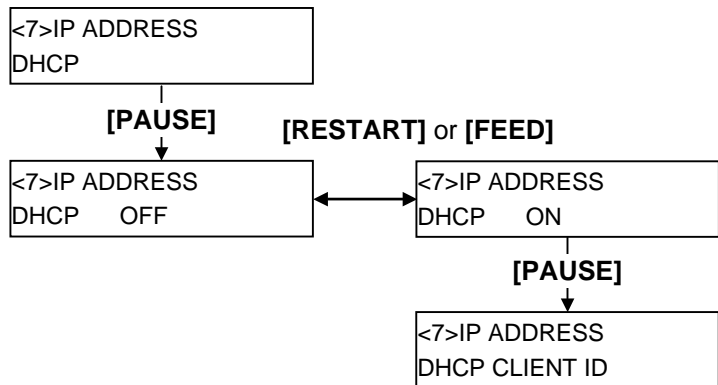 <7>IP ADDRESS
DHCP
[PAUSE]
[RESTART] or [FEED]
<7>IP ADDRESS
DHCP OFF
<7>IP ADDRESS
DHCP ON
[PAUSE]
<7>IP ADDRESS
DHCP CLIENT ID